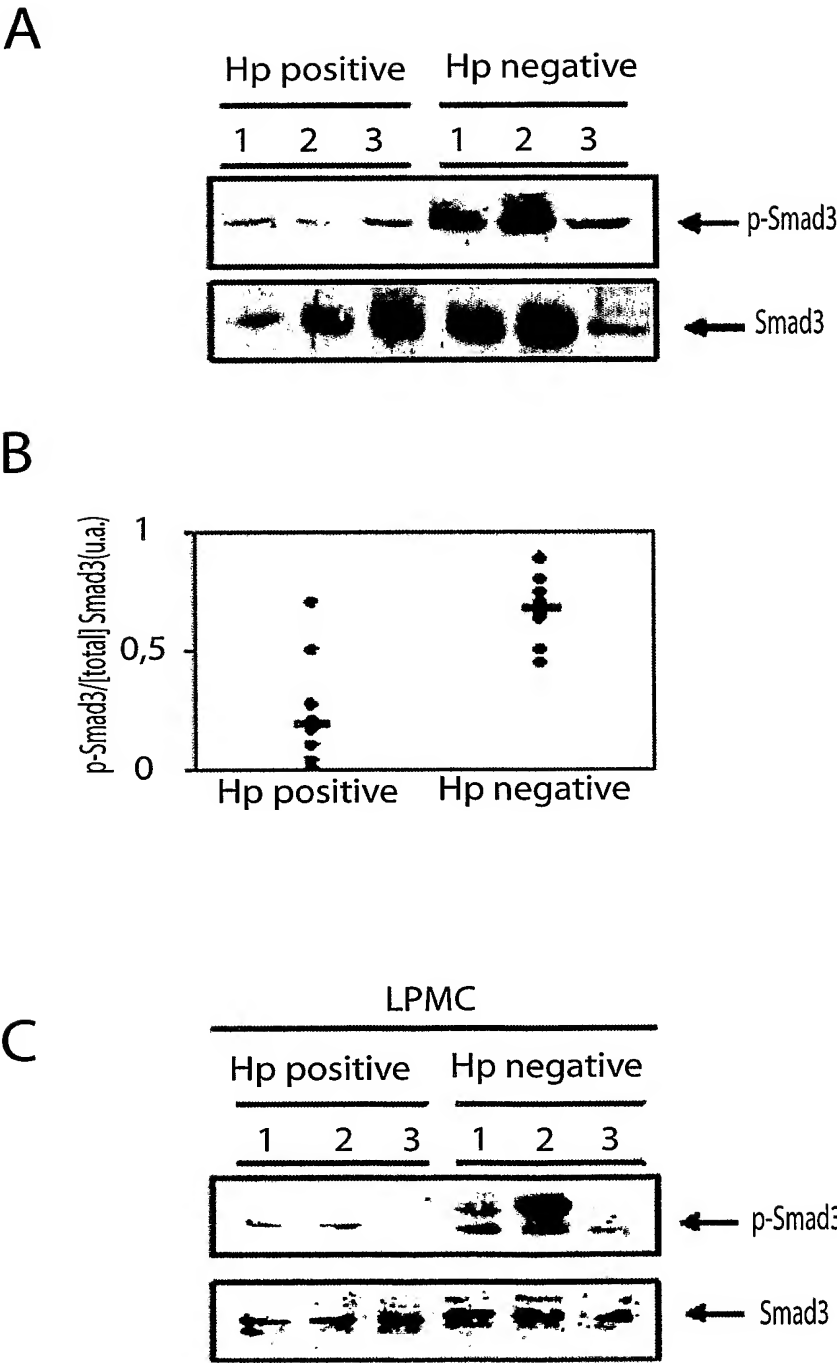 A
Hp positive Hp negative
1 2 3 1 2 3
p-Smad3
Smad3
B
p-Smad3/[total] Smad3(u.a.)
1
0,5
0
Hp positive Hp negative
C
LPMC
Hp positive Hp negative
1 2 3 1 2 3
p-Smad3
Smad3